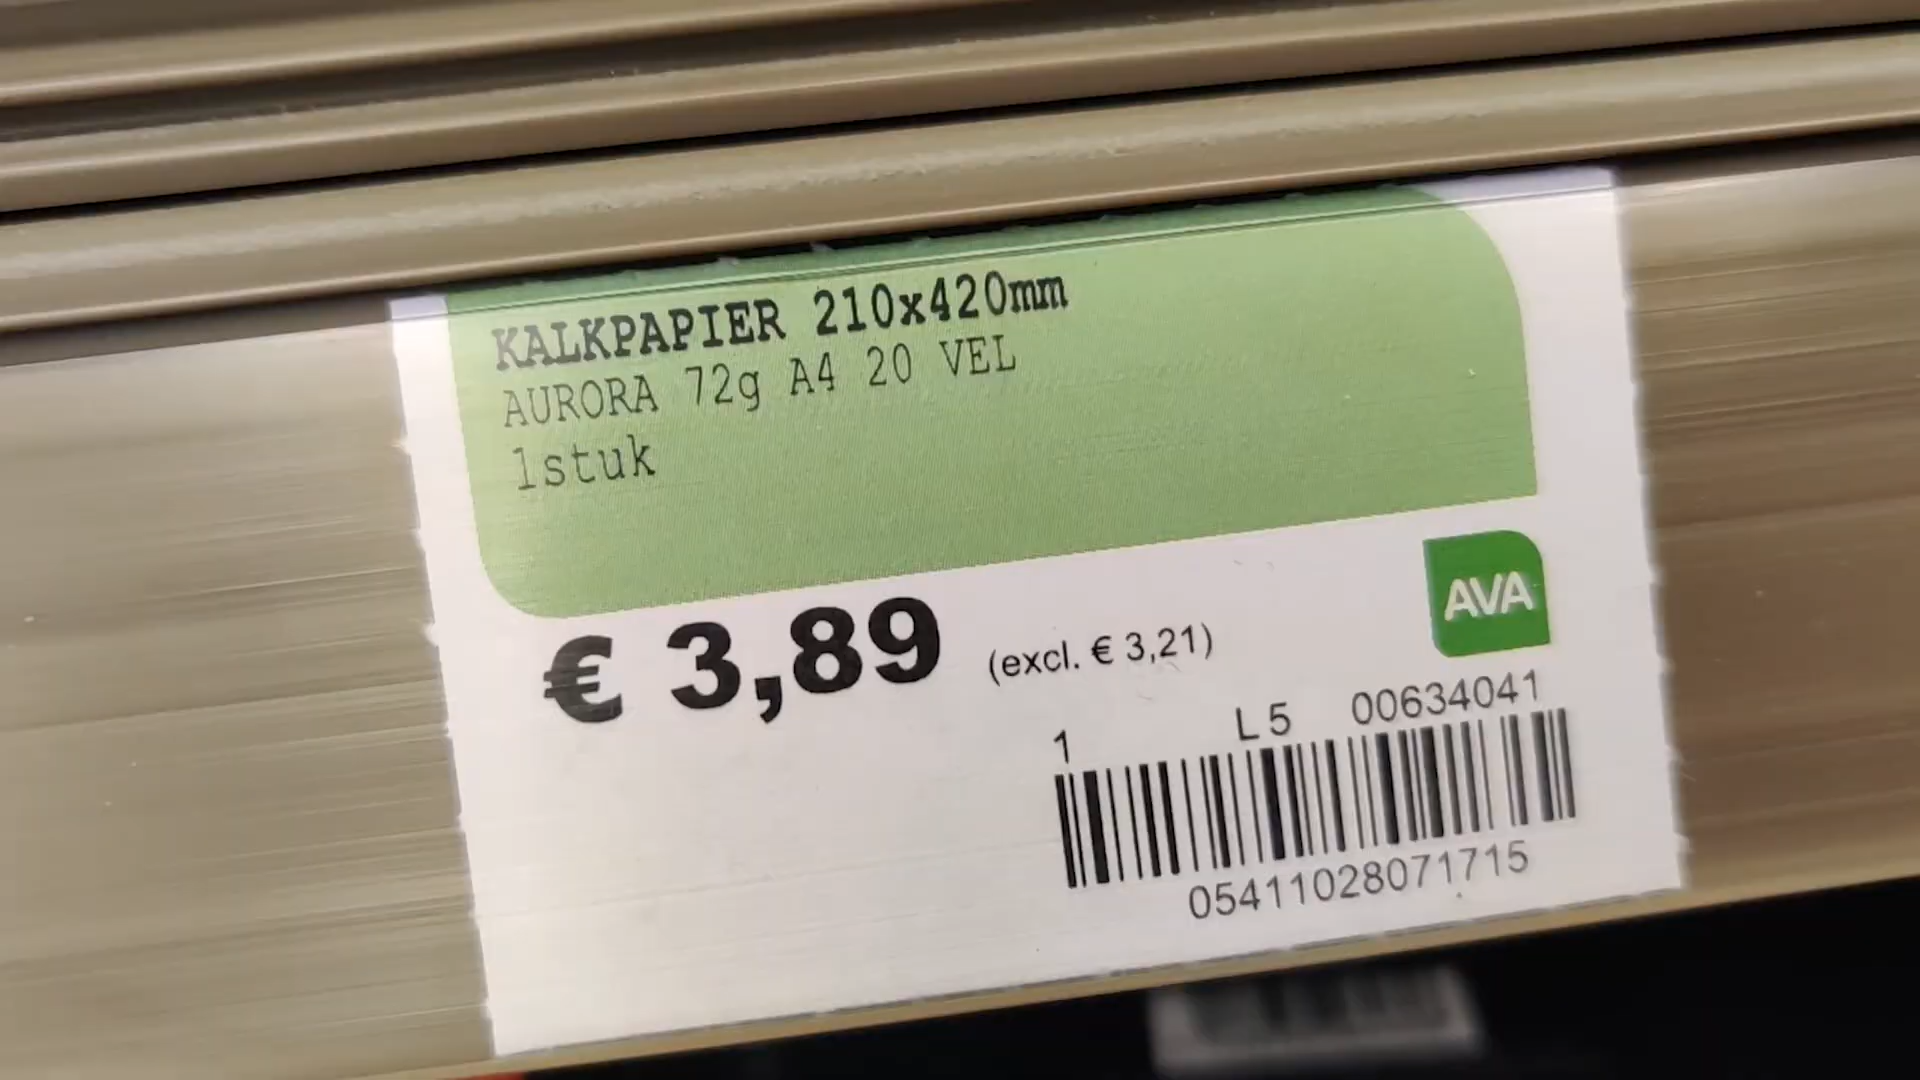 KALKPAPIER 210x420mm
AURORA 72g A4 20 VEL
1stuk
€ 3,89 (excl. € 3,21)
AVA
1 L5 00634041
05411028071715